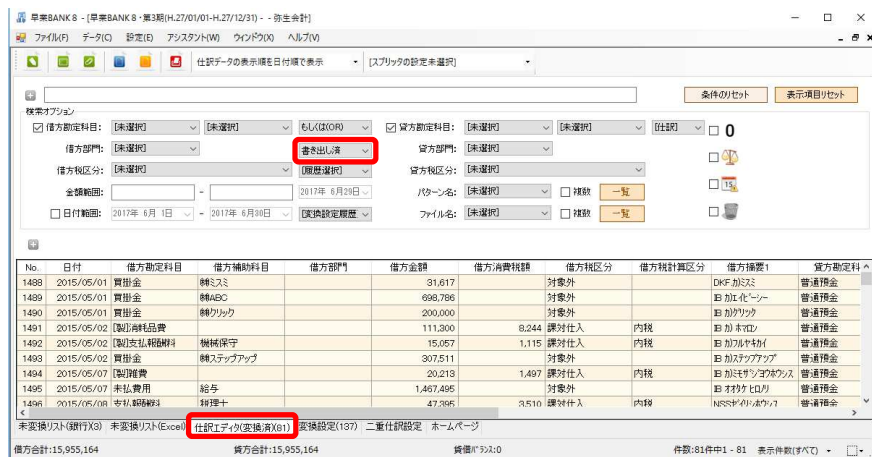 早業BANK 8 - [早業BANK 8・第3期(H.27/01/01-H.27/12/31) - - 弥生会計]
ファイル(F) データ(C) 設定(E) アシスタント(W) ウィンドウ(X) ヘルプ(V)
仕訳データの表示順を日付順で表示 [スプリッタの設定未選択]
条件のリセット 表示項目リセット
検索オプション
借方勘定科目: [未選択] [未選択] もしくは(OR) 貸方勘定科目: [未選択] [未選択] [仕訳] 0
借方部門: [未選択] 書き出し済 貸方部門: [未選択]
借方税区分: [未選択] [履歴選択] 貸方税区分: [未選択]
金額範囲: - 2017年 6月29日 パターン名: [未選択] 複数 一覧 15
日付範囲: 2017年 6月 1日 - 2017年 6月30日 [変換設定履歴 ファイル名: [未選択] 複数 一覧
No. 日付 借方勘定科目 借方補助科目 借方部門 借方金額 借方消費税額 借方税区分 借方税計算区分 借方摘要1 貸方勘定科
1488 2015/05/01 買掛金 ㈱ミスミ 31,617 対象外 DKF カ)ミスミ 普通預金
1489 2015/05/01 買掛金 ㈱ABC 698,786 対象外 IB カ)エイビーシー 普通預金
1490 2015/05/01 買掛金 ㈱クリック 200,000 対象外 IB カ)クリック 普通預金
1491 2015/05/02 [製]消耗品費 111,300 8,244 課対仕入 内税 IB カ) 普通預金
1492 2015/05/02 [製]支払報酬料 機械保守 15,057 1,115 課対仕入 内税 IB カ)フルヤキカイ 普通預金
1493 2015/05/02 買掛金 ㈱ステップアップ 307,511 対象外 IB カ)ステップアップ 普通預金
1494 2015/05/07 [製]雑費 20,213 1,497 課対仕入 内税 IB 普通預金
1495 2015/05/07 未払費用 給与 1,467,495 対象外 IB オオタケ ヒロノリ 普通預金
1496 2015/05/08 支払報酬料 税理士 47,395 3,510 課対仕入 内税 普通預金
未変換リスト(銀行)(3) 未変換リスト(Excel) 仕訳エディタ(変換済)(81) 変換設定(137) 二重仕訳設定 ホームページ
借方合計:15,955,164 貸方合計:15,955,164 貸借バランス:0 件数:81件中1 - 81 表示件数(すべて)